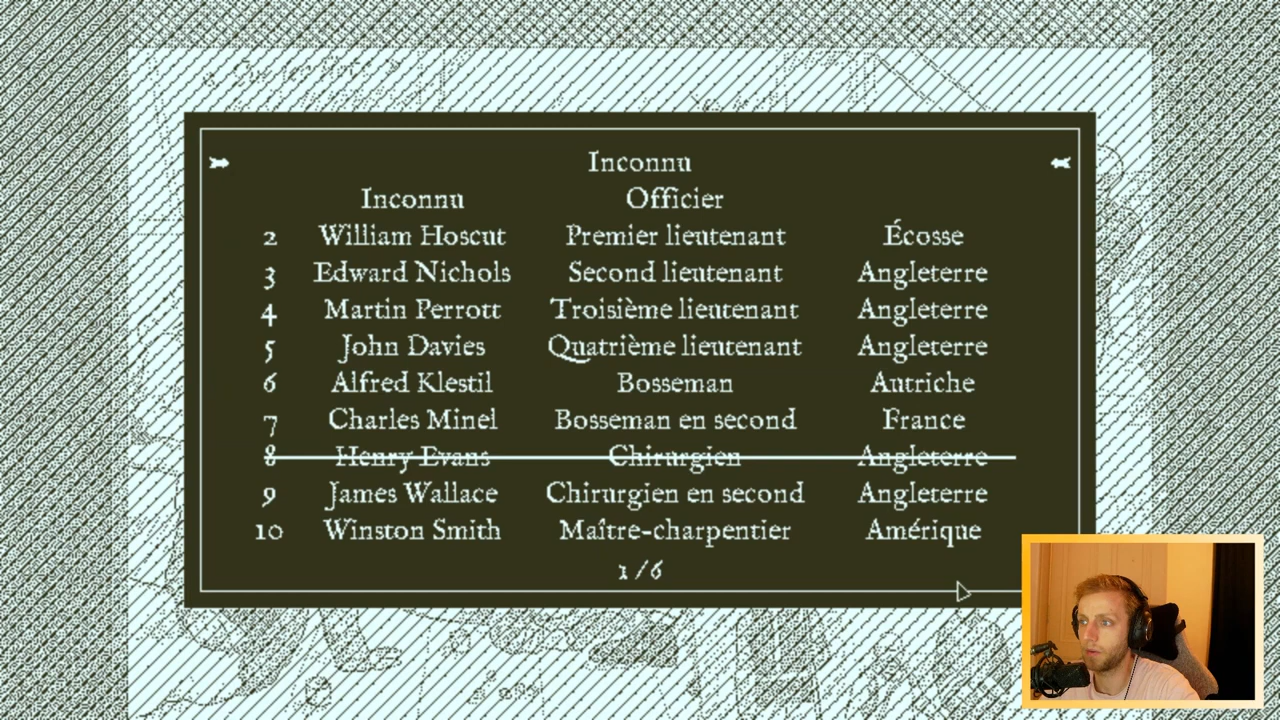 Inconnu
Inconnu Officier
2 William Hoscut Premier lieutenant Écosse
3 Edward Nichols Second lieutenant Angleterre
4 Martin Perrott Troisième lieutenant Angleterre
5 John Davies Quatrième lieutenant Angleterre
6 Alfred Klestil Bosseman Autriche
7 Charles Minel Bosseman en second France
8 Henry Evans Chirurgien Angleterre
9 James Wallace Chirurgien en second Angleterre
10 Winston Smith Maître-charpentier Amérique
1/6